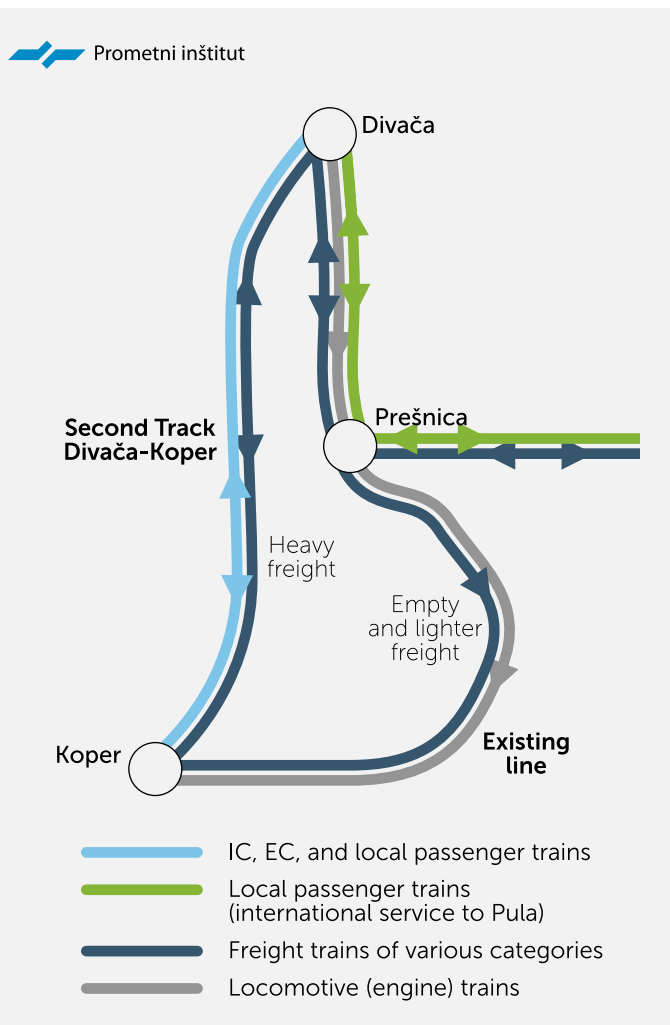 Prometni inštitut
Divača
Prešnica
Second Track
Divača-Koper
Heavy
freight
Empty
and lighter
freight
Koper
Existing
line
IC, EC, and local passenger trains
Local passenger trains
(international service to Pula)
Freight trains of various categories
Locomotive (engine) trains